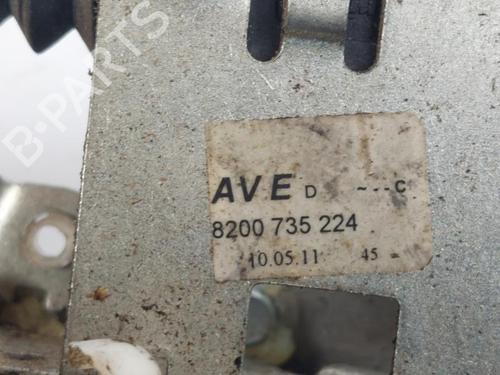 B-PARTS
AVE D ~--C
8200 735 224
10.05.11 45